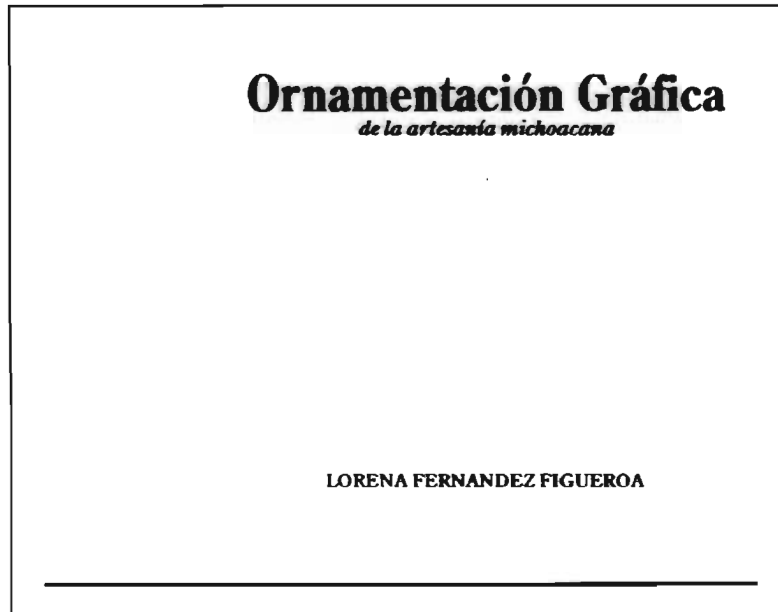 Ornamentación Gráfica
de la artesanía michoacana
LORENA FERNANDEZ FIGUEROA